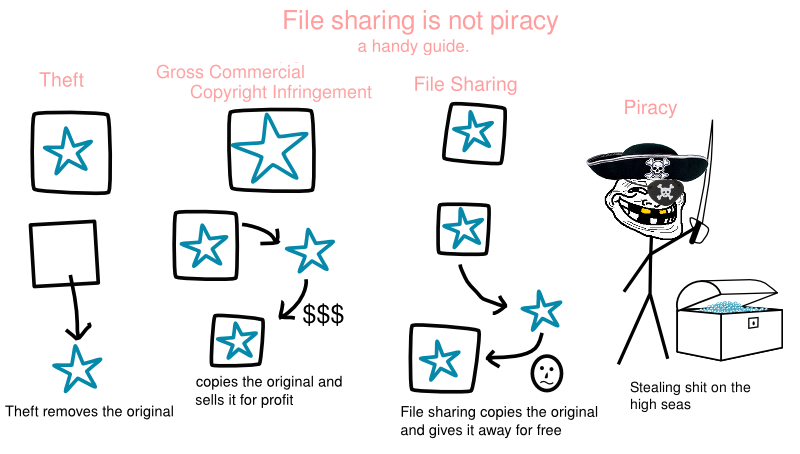 File sharing is not piracy
a handy guide.
Theft
Gross Commercial
Copyright Infringement
File Sharing
Piracy
$$$
Theft removes the original
copies the original and
sells it for profit
File sharing copies the original
and gives it away for free
Stealing shit on the
high seas